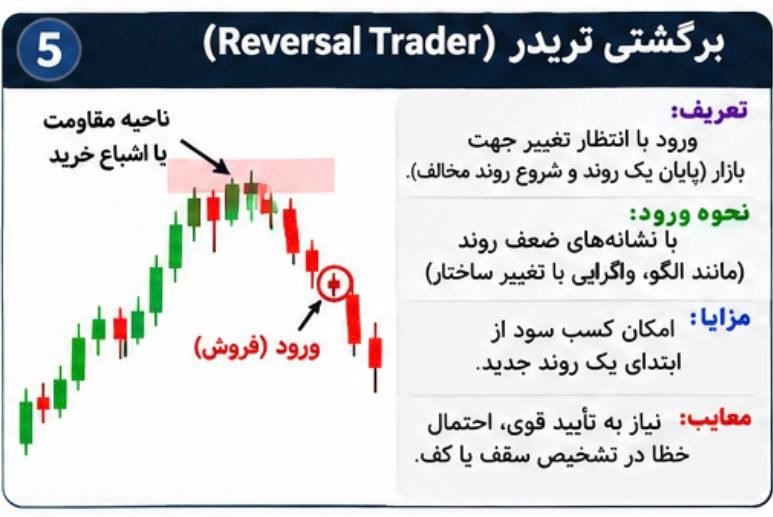 5
برگشتی تریدر (Reversal Trader)
ناحیه مقاومت
یا اشباع خرید
ورود (فروش)
تعریف:
ورود با انتظار تغییر جهت
بازار (پایان یک روند و شروع روند مخالف).
نحوه ورود:
با نشانه‌های ضعف روند
(مانند الگو، واگرایی با تغییر ساختار)
مزایا: امکان کسب سود از
ابتدای یک روند جدید.
معایب: نیاز به تأیید قوی، احتمال
خظا در تشخیص سقف یا کف.